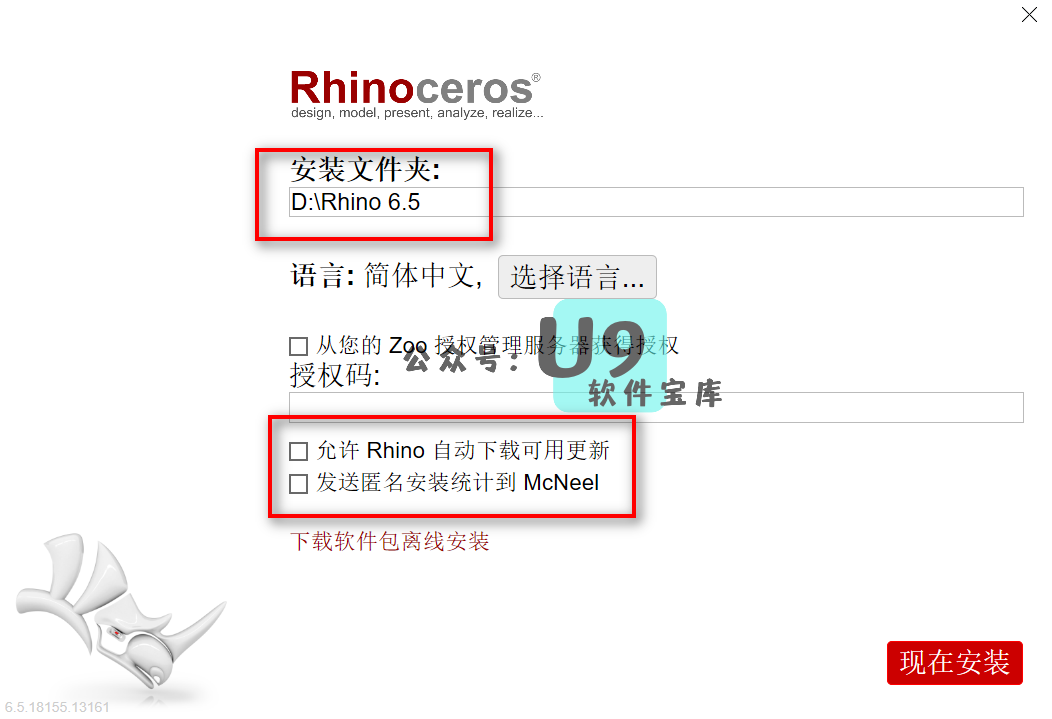 Rhinoceros®
design, model, present, analyze, realize...
安装文件夹:
D:\Rhino 6.5
语言: 简体中文, 选择语言...
从您的 Zoo 授权管理服务器获得授权
公众号: U9
软件宝库
授权码:
允许 Rhino 自动下载可用更新
发送匿名安装统计到 McNeel
下载软件包离线安装
现在安装
6.5.18155.13161